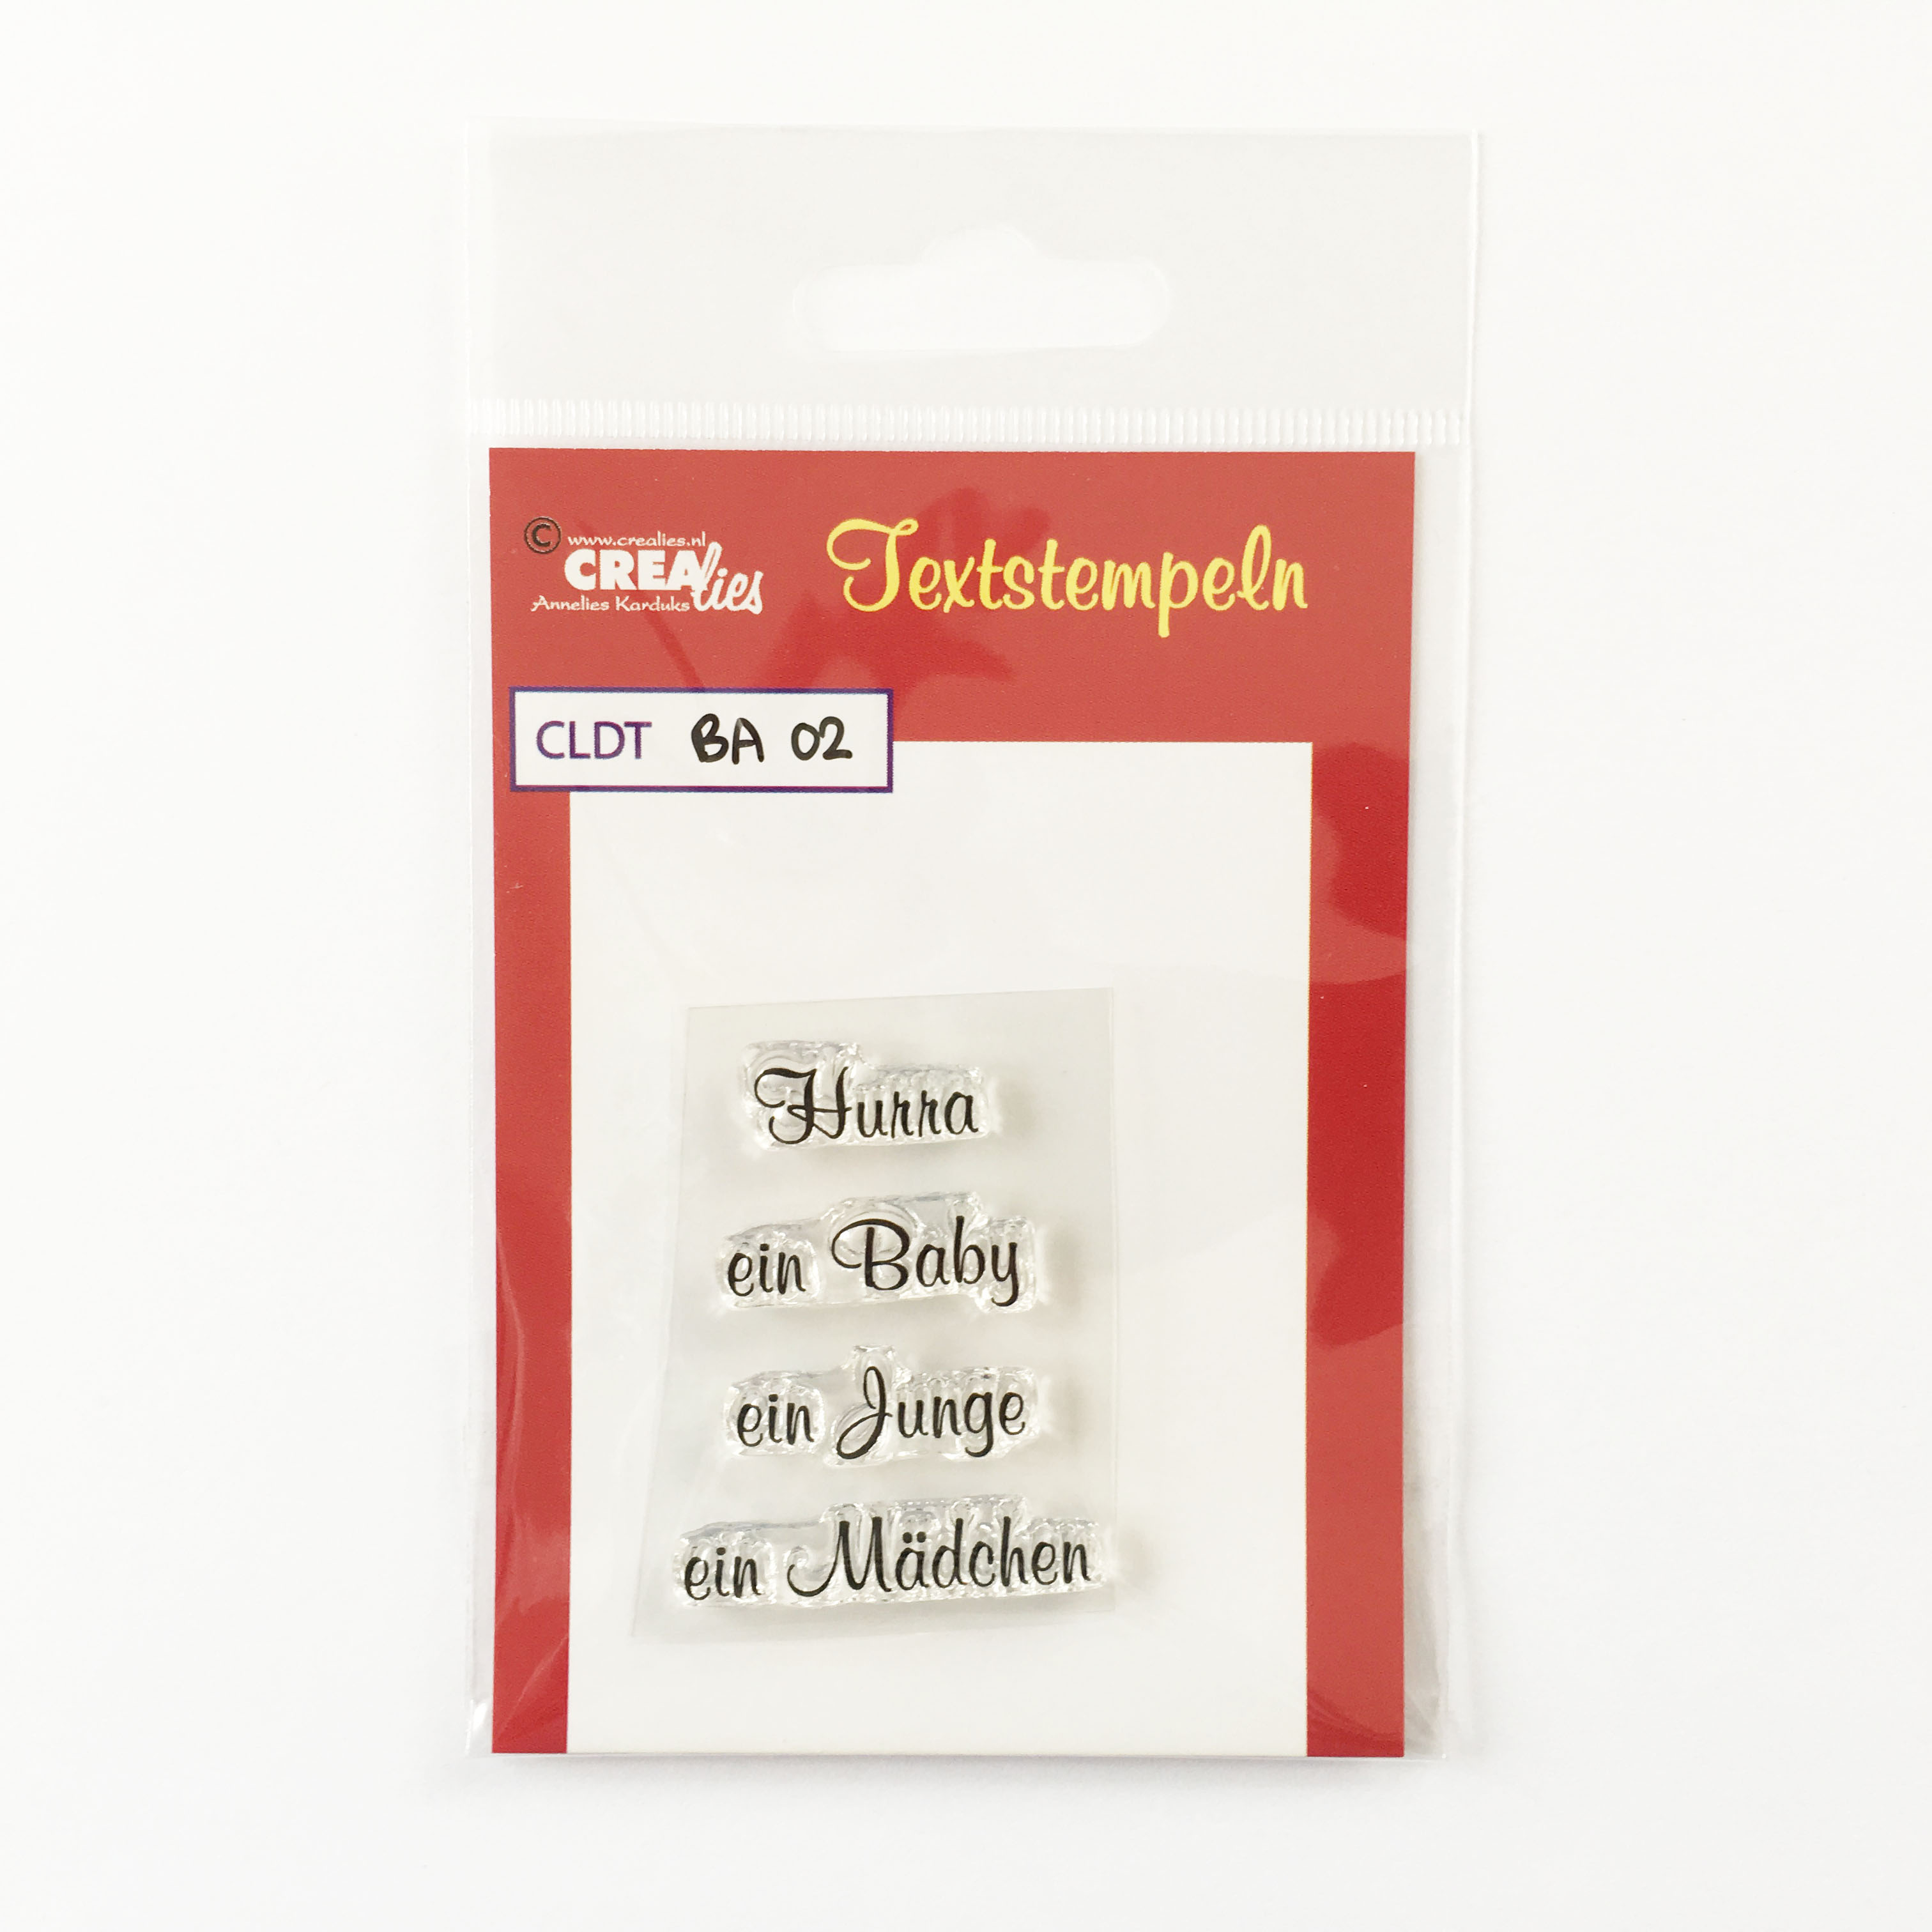 © www.crealies.nl
CREAlies
Annelies Karduks
Textstempeln
CLDT BA 02
Hurra
ein Baby
ein Junge
ein Mädchen